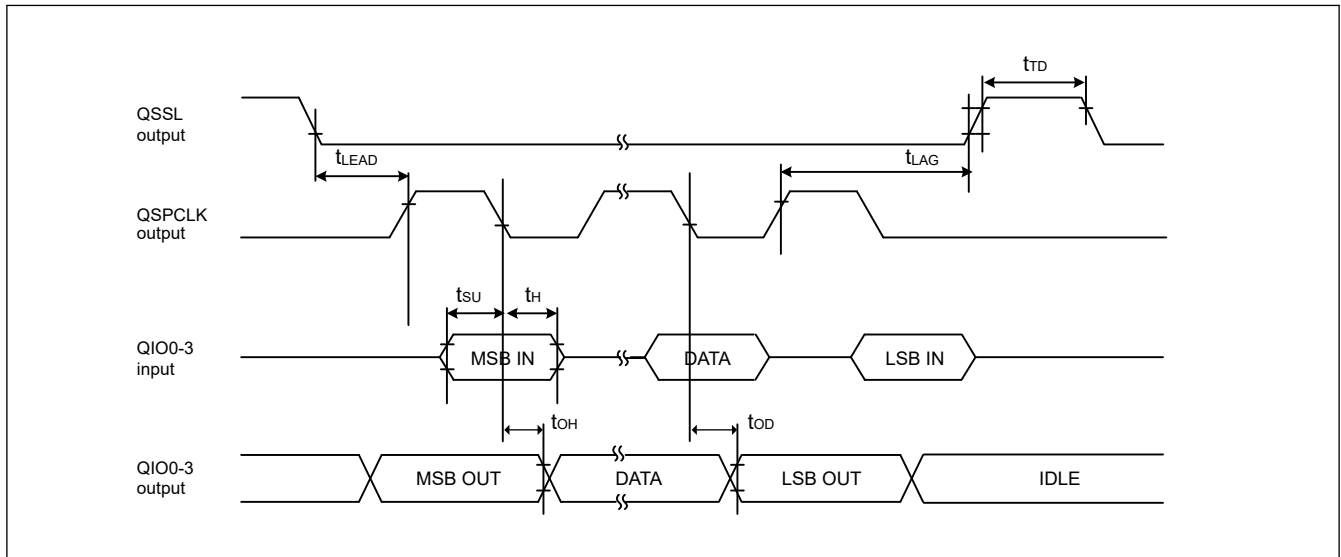 tTD
QSSL
output
tLEAD
tLAG
QSPCLK
output
tSU
tH
QIO0-3
input
MSB IN
DATA
LSB IN
tOH
tOD
QIO0-3
output
MSB OUT
DATA
LSB OUT
IDLE